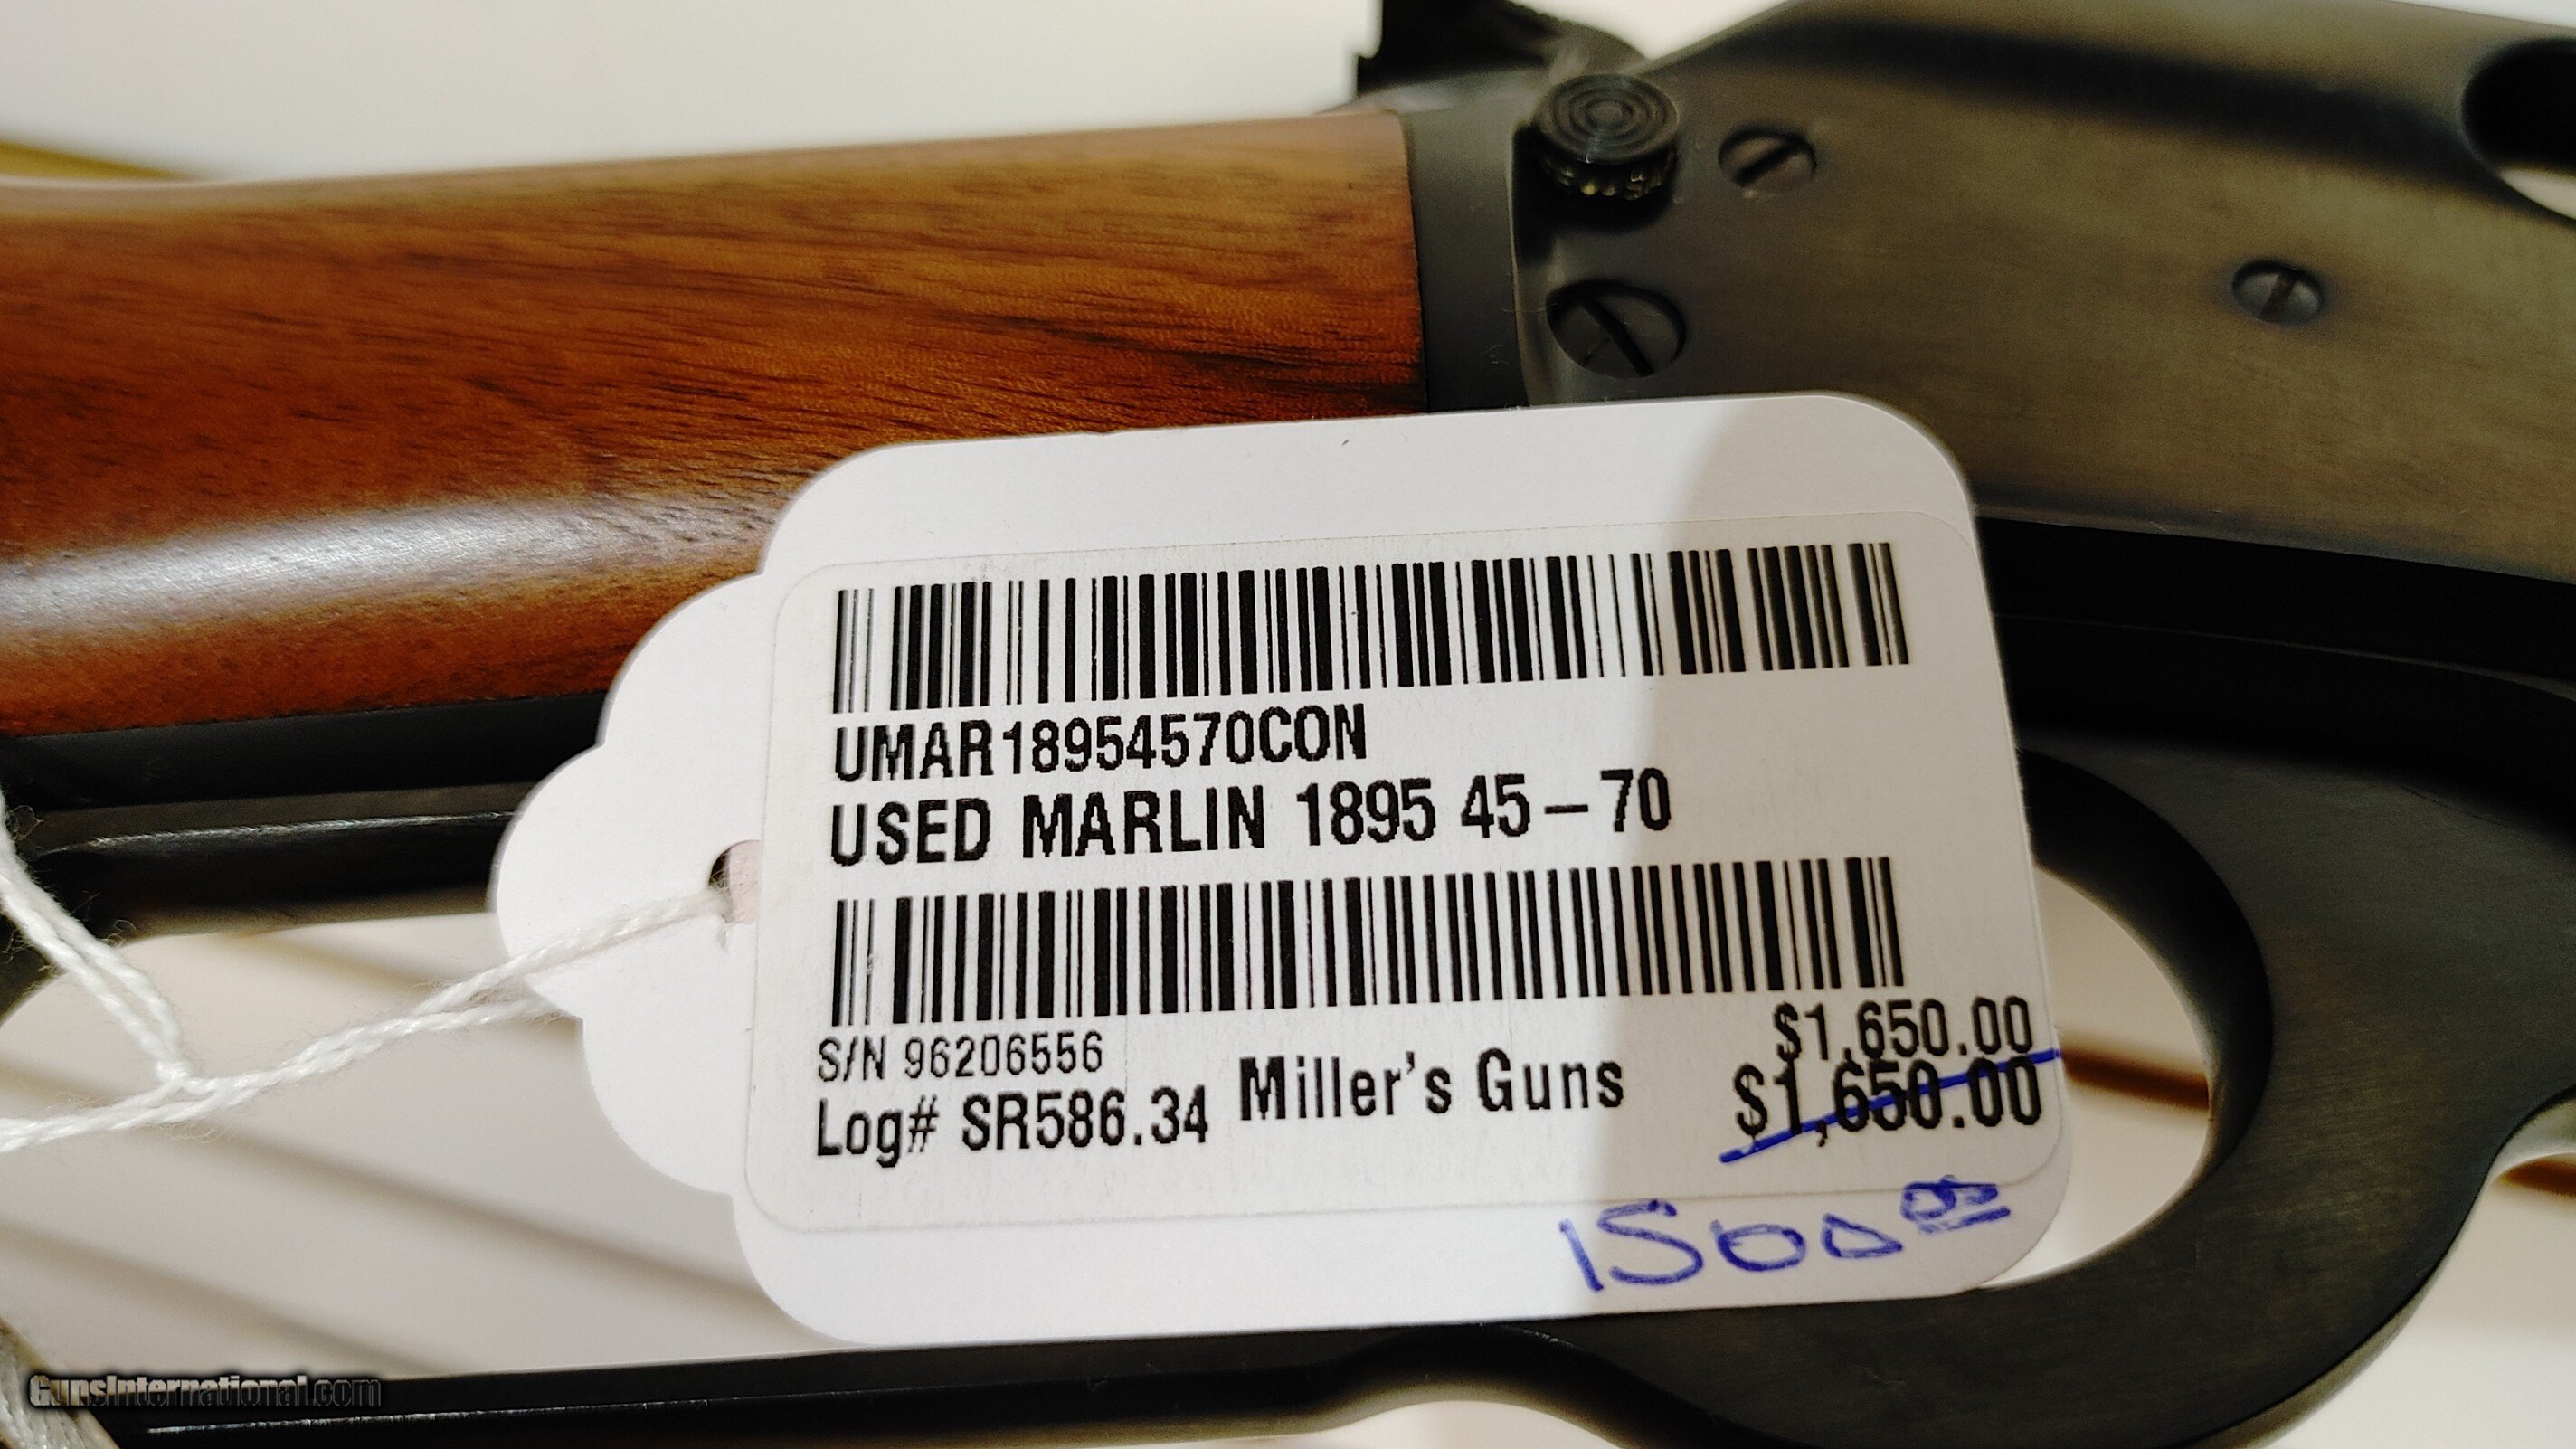 UMAR18954570CON
USED MARLIN 1895 45-70
S/N 96206556
$1,650.00
Log# SR586.34 Miller's Guns $1,650.00
1500 00
GunsInternational.com